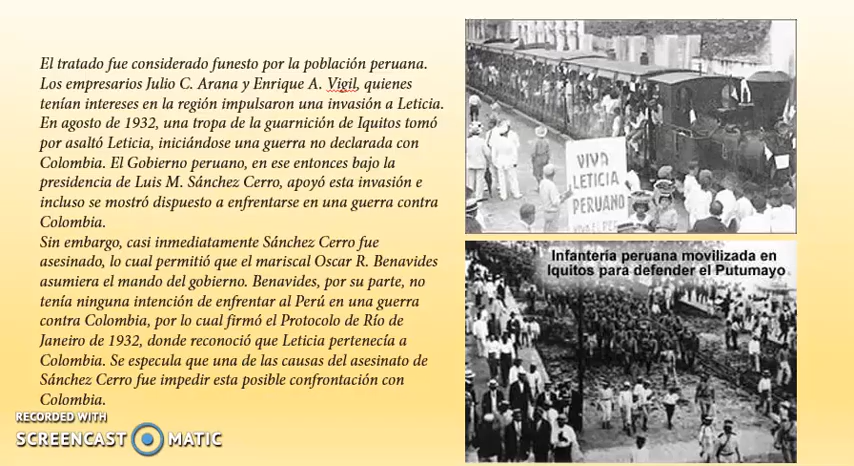 El tratado fue considerado funesto por la población peruana.
Los empresarios Julio C. Arana y Enrique A. Vigil, quienes
tenían intereses en la región impulsaron una invasión a Leticia.
En agosto de 1932, una tropa de la guarnición de Iquitos tomó
por asaltó Leticia, iniciándose una guerra no declarada con
Colombia. El Gobierno peruano, en ese entonces bajo la
presidencia de Luis M. Sánchez Cerro, apoyó esta invasión e
incluso se mostró dispuesto a enfrentarse en una guerra contra
Colombia.
Sin embargo, casi inmediatamente Sánchez Cerro fue
asesinado, lo cual permitió que el mariscal Oscar R. Benavides
asumiera el mando del gobierno. Benavides, por su parte, no
tenía ninguna intención de enfrentar al Perú en una guerra
contra Colombia, por lo cual firmó el Protocolo de Río de
Janeiro de 1932, donde reconoció que Leticia pertenecía a
Colombia. Se especula que una de las causas del asesinato de
Sánchez Cerro fue impedir esta posible confrontación con
Colombia.
VIVA
LETICIA
PERUANO
Infantería peruana movilizada en
Iquitos para defender el Putumayo
RECORDED WITH
SCREENCAST MATIC